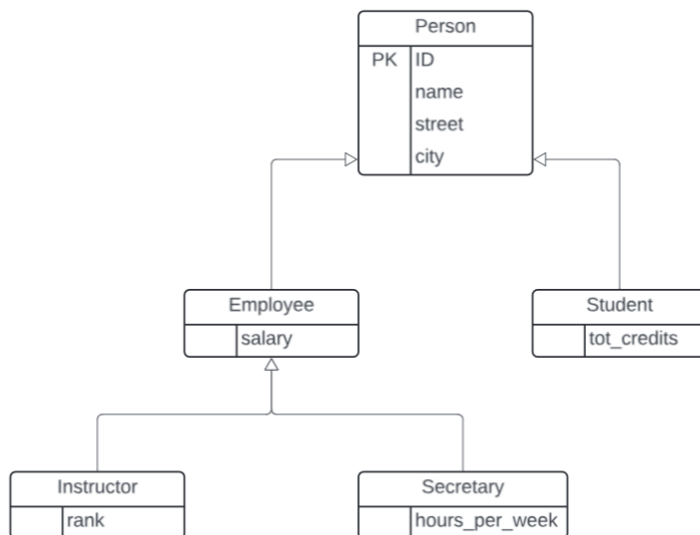 Person
PK ID
name
street
city
Employee
salary
Student
tot_credits
Instructor
rank
Secretary
hours_per_week